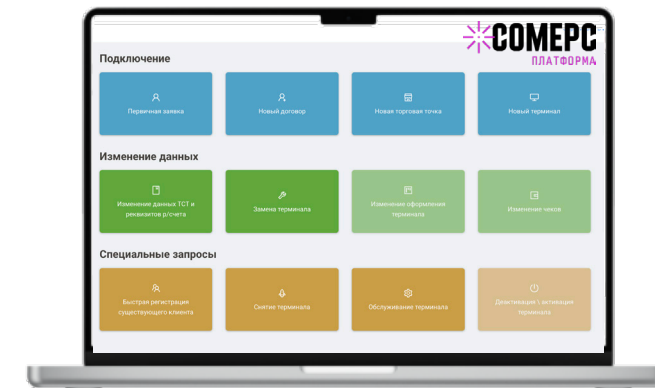 СОМЕРС
ПЛАТФОРМА
Подключение
Первичная заявка
Новый договор
Новая торговая точка
Новый терминал
Изменение данных
Изменение данных ТСТ и
реквизитов р/счета
Замена терминала
Изменение оформления
терминала
Изменение чеков
Специальные запросы
Быстрая регистрация
существующего клиента
Снятие терминала
Обслуживание терминала
Деактивация \ активация
терминала